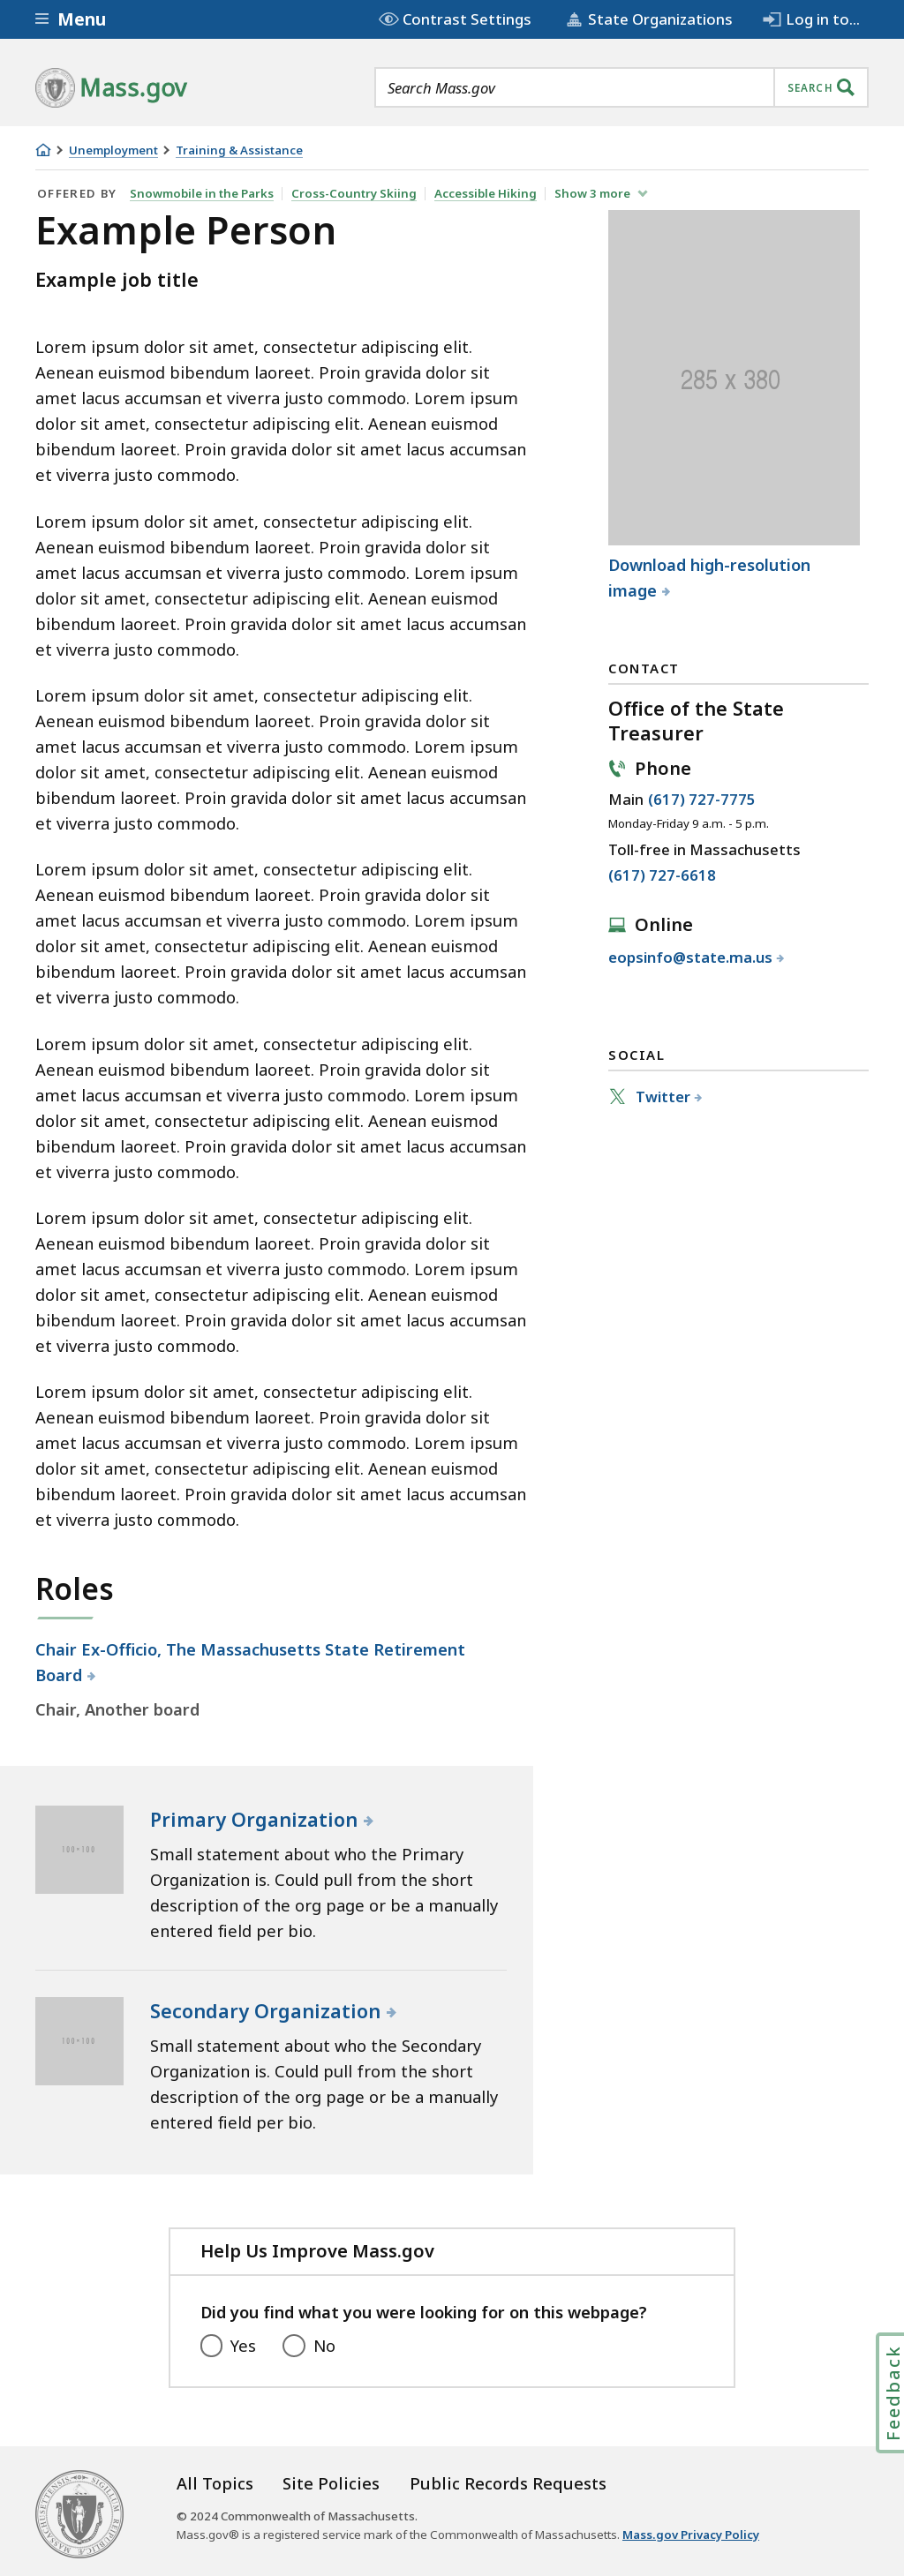 Menu
Contrast Settings
State Organizations
Log in to...
Mass.gov
Search Mass.gov
SEARCH
Unemployment
Training & Assistance
OFFERED BY Snowmobile in the Parks Cross-Country Skiing Accessible Hiking Show 3 more
Example Person
Example job title
Lorem ipsum dolor sit amet, consectetur adipiscing elit.
Aenean euismod bibendum laoreet. Proin gravida dolor sit
amet lacus accumsan et viverra justo commodo. Lorem ipsum
dolor sit amet, consectetur adipiscing elit. Aenean euismod
bibendum laoreet. Proin gravida dolor sit amet lacus accumsan
et viverra justo commodo.
Lorem ipsum dolor sit amet, consectetur adipiscing elit.
Aenean euismod bibendum laoreet. Proin gravida dolor sit
amet lacus accumsan et viverra justo commodo. Lorem ipsum
dolor sit amet, consectetur adipiscing elit. Aenean euismod
bibendum laoreet. Proin gravida dolor sit amet lacus accumsan
et viverra justo commodo.
Lorem ipsum dolor sit amet, consectetur adipiscing elit.
Aenean euismod bibendum laoreet. Proin gravida dolor sit
amet lacus accumsan et viverra justo commodo. Lorem ipsum
dolor sit amet, consectetur adipiscing elit. Aenean euismod
bibendum laoreet. Proin gravida dolor sit amet lacus accumsan
et viverra justo commodo.
Lorem ipsum dolor sit amet, consectetur adipiscing elit.
Aenean euismod bibendum laoreet. Proin gravida dolor sit
amet lacus accumsan et viverra justo commodo. Lorem ipsum
dolor sit amet, consectetur adipiscing elit. Aenean euismod
bibendum laoreet. Proin gravida dolor sit amet lacus accumsan
et viverra justo commodo.
Lorem ipsum dolor sit amet, consectetur adipiscing elit.
Aenean euismod bibendum laoreet. Proin gravida dolor sit
amet lacus accumsan et viverra justo commodo. Lorem ipsum
dolor sit amet, consectetur adipiscing elit. Aenean euismod
bibendum laoreet. Proin gravida dolor sit amet lacus accumsan
et viverra justo commodo.
Lorem ipsum dolor sit amet, consectetur adipiscing elit.
Aenean euismod bibendum laoreet. Proin gravida dolor sit
amet lacus accumsan et viverra justo commodo. Lorem ipsum
dolor sit amet, consectetur adipiscing elit. Aenean euismod
bibendum laoreet. Proin gravida dolor sit amet lacus accumsan
et viverra justo commodo.
Lorem ipsum dolor sit amet, consectetur adipiscing elit.
Aenean euismod bibendum laoreet. Proin gravida dolor sit
amet lacus accumsan et viverra justo commodo. Lorem ipsum
dolor sit amet, consectetur adipiscing elit. Aenean euismod
bibendum laoreet. Proin gravida dolor sit amet lacus accumsan
et viverra justo commodo.
285 x 380
Download high-resolution
image
CONTACT
Office of the State
Treasurer
Phone
Main (617) 727-7775
Monday-Friday 9 a.m. - 5 p.m.
Toll-free in Massachusetts
(617) 727-6618
Online
eopsinfo@state.ma.us
SOCIAL
Twitter
Roles
Chair Ex-Officio, The Massachusetts State Retirement
Board
Chair, Another board
100×100
Primary Organization
Small statement about who the Primary
Organization is. Could pull from the short
description of the org page or be a manually
entered field per bio.
100×100
Secondary Organization
Small statement about who the Secondary
Organization is. Could pull from the short
description of the org page or be a manually
entered field per bio.
Help Us Improve Mass.gov
Did you find what you were looking for on this webpage?
Yes
No
Feedback
All Topics
Site Policies
Public Records Requests
© 2024 Commonwealth of Massachusetts.
Mass.gov® is a registered service mark of the Commonwealth of Massachusetts. Mass.gov Privacy Policy